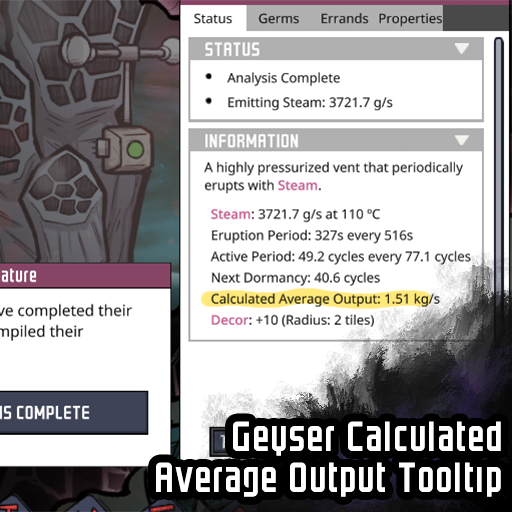 Status Germs Errands Properties
STATUS
• Analysis Complete
• Emitting Steam: 3721.7 g/s
INFORMATION
A highly pressurized vent that periodically
erupts with Steam.
Steam: 3721.7 g/s at 110 ºC
Eruption Period: 327s every 516s
Active Period: 49.2 cycles every 77.1 cycles
Next Dormancy: 40.6 cycles
Calculated Average Output: 1.51 kg/s
Decor: +10 (Radius: 2 tiles)
ature
ve completed their
mpiled their
IS COMPLETE
Geyser Calculated
Average Output Tooltip